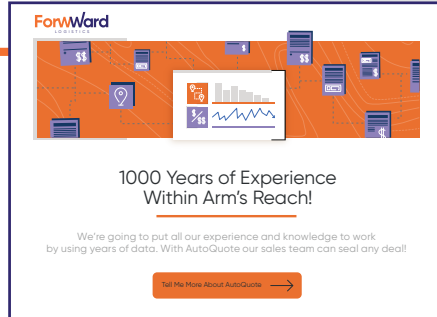 ForwWard
LOGISTICS
$$
$
$$
$
$
$/$$
1000 Years of Experience
Within Arm's Reach!
We're going to put all our experience and knowledge to work
by using years of data. With AutoQuote our sales team can seal any deal!
Tell Me More About AutoQuote